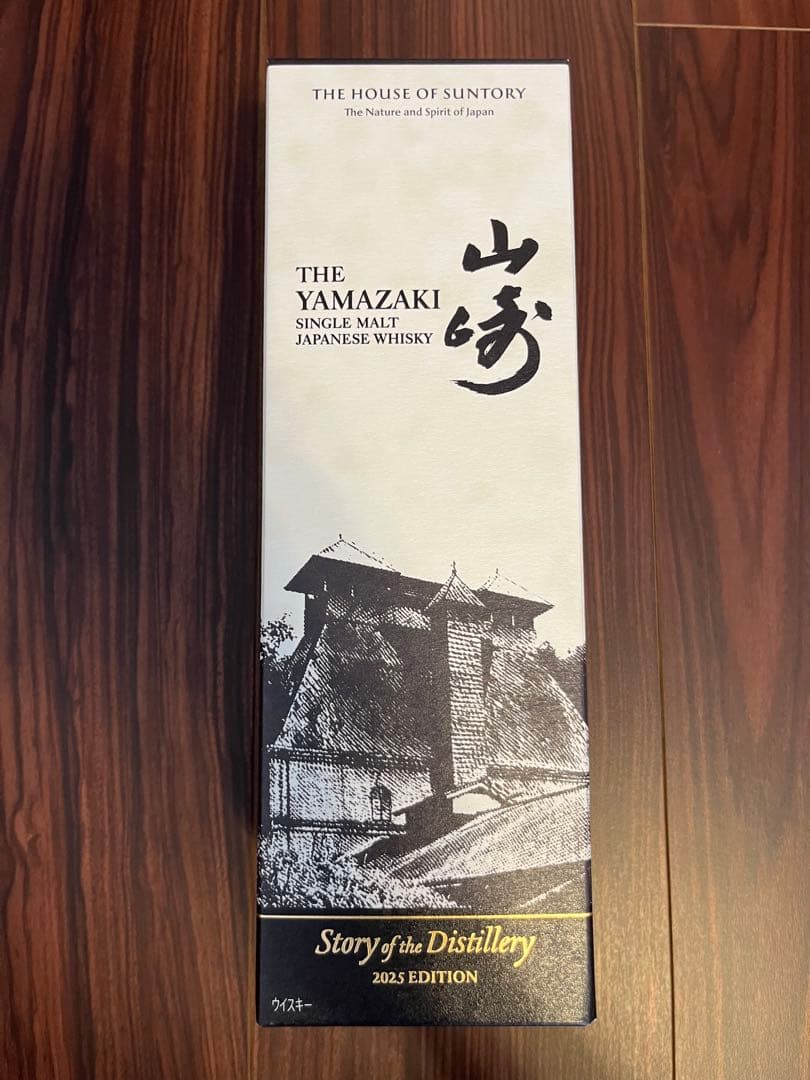 THE HOUSE OF SUNTORY
The Nature and Spirit of Japan
THE
YAMAZAKI
SINGLE MALT
JAPANESE WHISKY
山崎
Story of the Distillery
2025 EDITION
ウイスキー